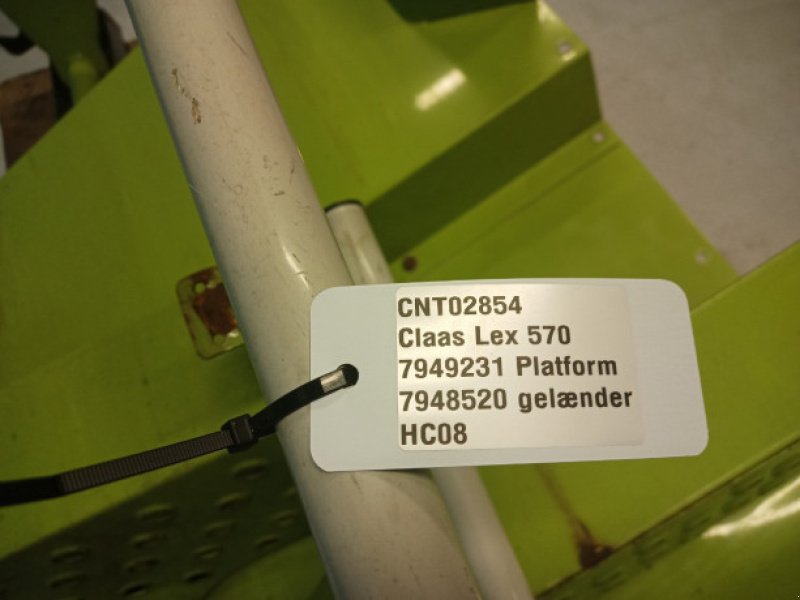 CNT02854
Claas Lex 570
7949231 Platform
7948520 gelænder
HC08